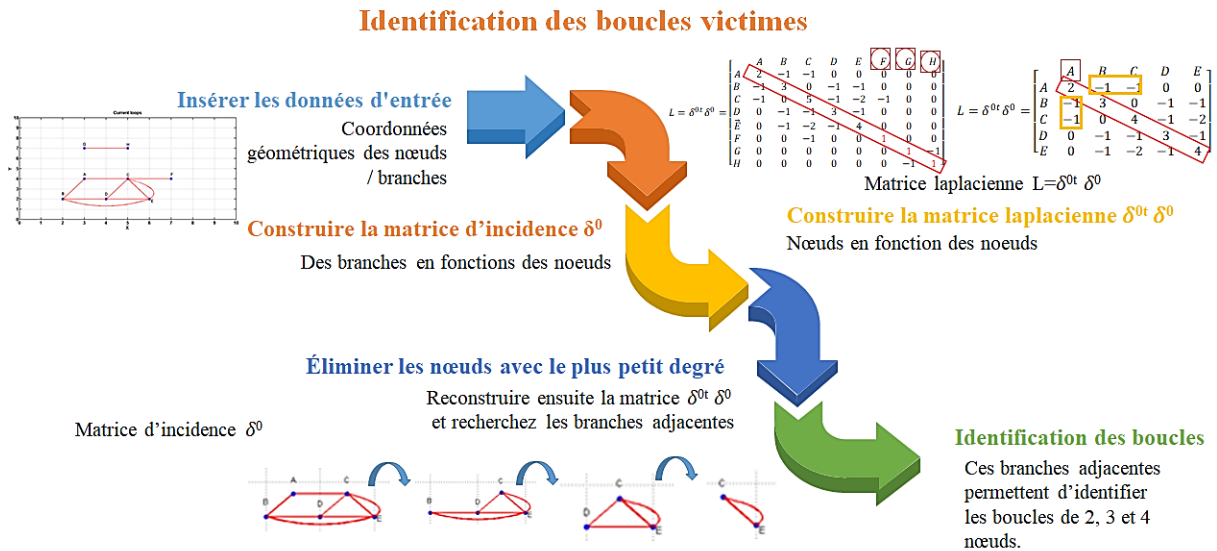 Identification des boucles victimes
Insérer les données d'entrée
Coordonnées
géométriques des nœuds
/ branches
Current loops
A B C D E F G H
A 2 −1 −1 0 0 0 0 0
B −1 3 0 −1 −1 0 0 0
C −1 0 5 −1 −2 −1 0 0
D 0 −1 −1 3 −1 0 0 0
E 0 −1 −2 −1 4 0 0 0
F 0 0 −1 0 0 1 0 0
G 0 0 0 0 0 0 1 −1
H 0 0 0 0 0 0 −1 1
L = δ⁰ᵗ δ⁰ =
A B C D E
A 2 −1 −1 0 0
B −1 3 0 −1 −1
C −1 0 4 −1 −2
D 0 −1 −1 3 −1
E 0 −1 −2 −1 4
L = δ⁰ᵗ δ⁰ =
Matrice laplacienne L=δ⁰ᵗ δ⁰
Construire la matrice laplacienne δ⁰ᵗ δ⁰
Nœuds en fonction des noeuds
Construire la matrice d’incidence δ⁰
Des branches en fonctions des noeuds
Éliminer les nœuds avec le plus petit degré
Reconstruire ensuite la matrice δ⁰ᵗ δ⁰
et recherchez les branches adjacentes
Matrice d’incidence δ⁰
A C
B D E
C
B D E
C
D E
C
E
Identification des boucles
Ces branches adjacentes
permettent d’identifier
les boucles de 2, 3 et 4
nœuds.